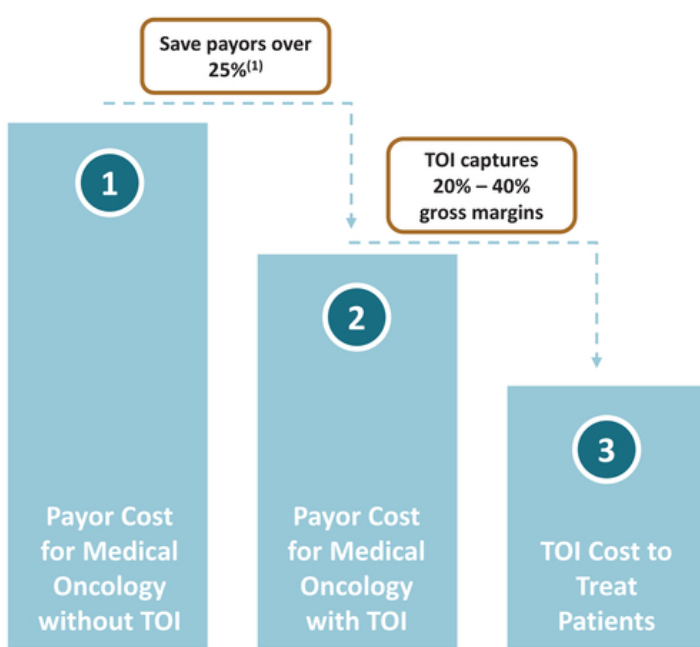 Save payors over
25%(1)
TOI captures
20% – 40%
gross margins
1
2
3
Payor Cost
for Medical
Oncology
without TOI
Payor Cost
for Medical
Oncology
with TOI
TOI Cost to
Treat
Patients